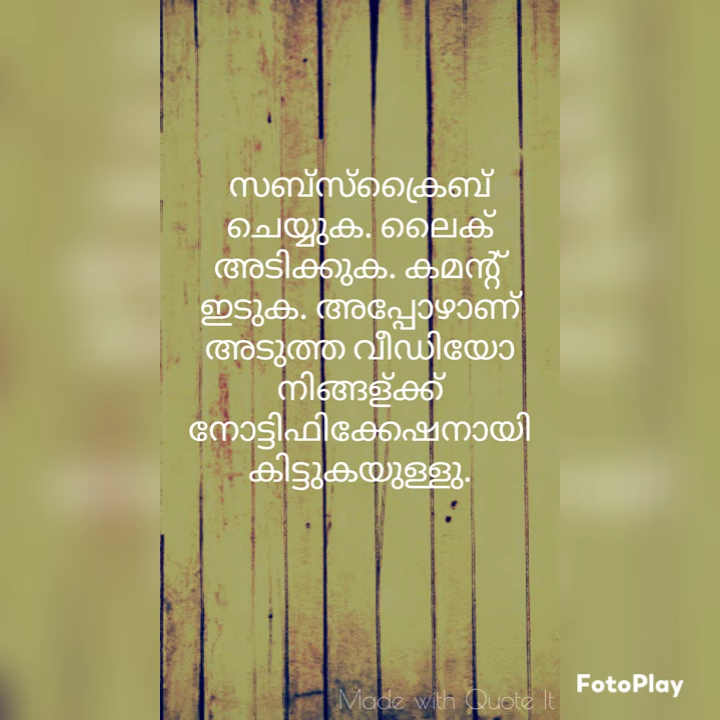 സബ്സ്ക്രൈബ്
ചെയ്യുക. ലൈക്
അടിക്കുക. കമന്റ്
ഇടുക. അപ്പോഴാണ്
അടുത്ത വീഡിയോ
നിങ്ങള്ക്ക്
നോട്ടിഫിക്കേഷനായി
കിട്ടുകയുള്ളു.
Made with Quote It
FotoPlay